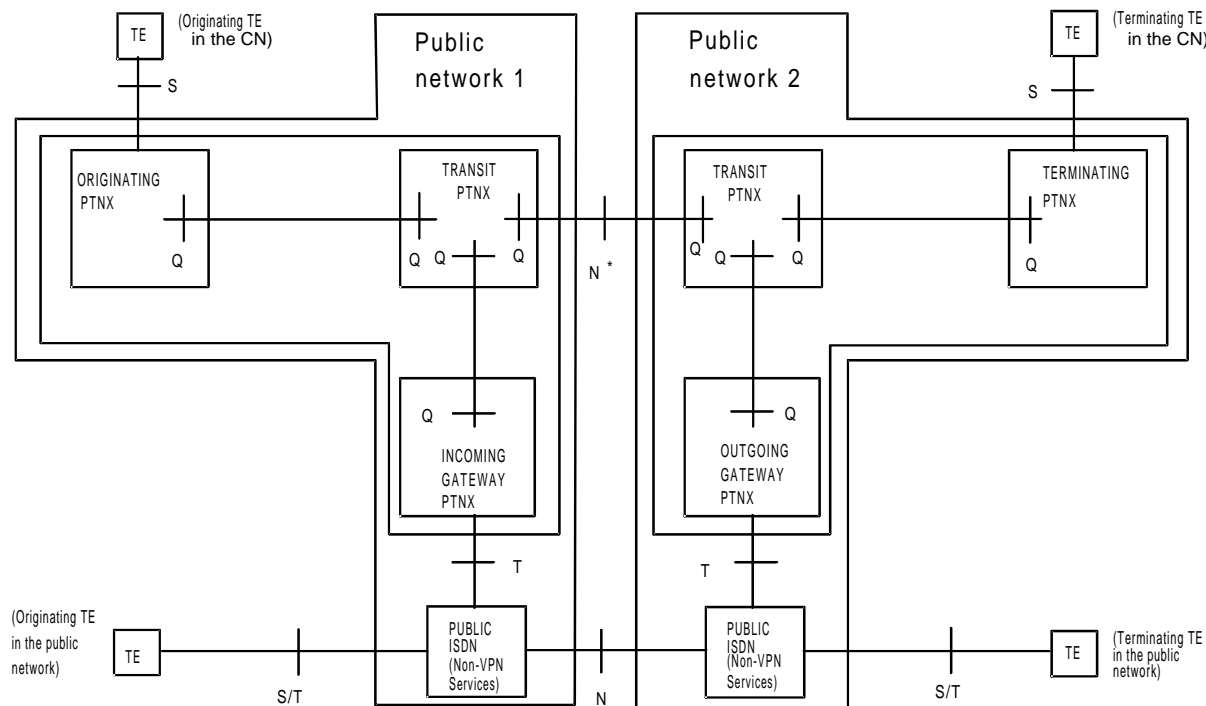 TE
(Originating TE
in the CN)
S
Public
network 1
Public
network 2
TE
(Terminating TE
in the CN)
S
ORIGINATING
PTNX
Q
TRANSIT
PTNX
Q
Q
Q
N *
TRANSIT
PTNX
Q
Q
Q
TERMINATING
PTNX
Q
Q
INCOMING
GATEWAY
PTNX
Q
OUTGOING
GATEWAY
PTNX
T
T
(Originating TE
in the public
network)
TE
S/T
PUBLIC
ISDN
(Non-VPN
Services)
N
PUBLIC
ISDN
(Non-VPN
Services)
S/T
TE
(Terminating TE
in the public
network)